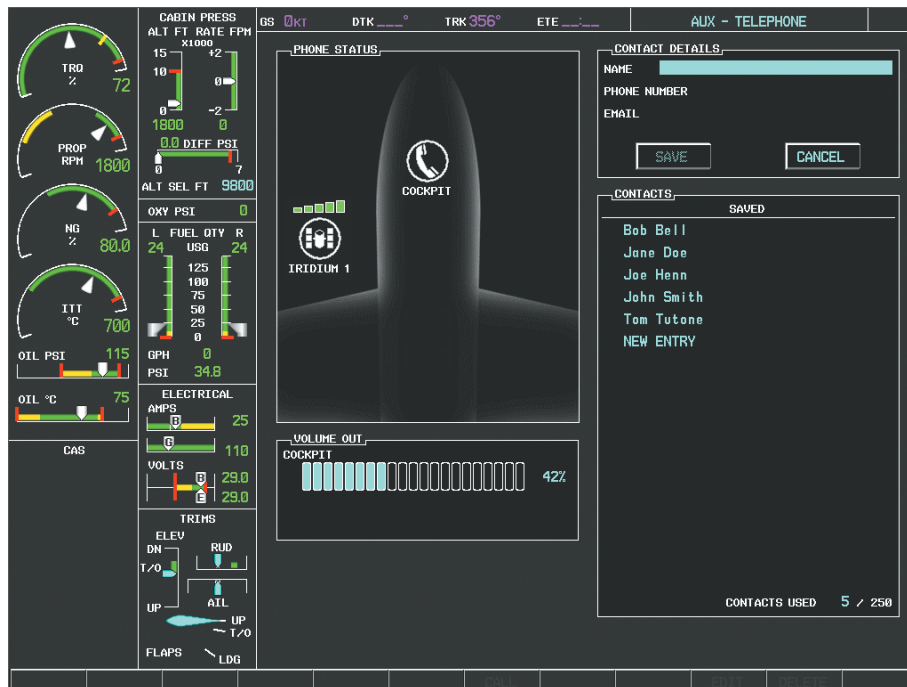 GS 0KT DTK ___° TRK 356° ETE __:__ AUX - TELEPHONE
TRQ
%
72
PROP
RPM
1800
NG
%
80.0
ITT
°C
700
OIL PSI 115
OIL °C 75
CAS
CABIN PRESS
ALT FT RATE FPM
X1000
15 +2
10 0
0 -2
1800 0
0.0 DIFF PSI
0 7
ALT SEL FT 9800
OXY PSI 0
L FUEL QTY R
24 USG 24
125
100
75
50
25
0
GPH 0
PSI 34.8
ELECTRICAL
AMPS
B 25
G 110
VOLTS
B 29.0
E 29.0
TRIMS
ELEV
DN RUD
T/O
UP AIL
UP
T/O
FLAPS LDG
PHONE STATUS
COCKPIT
IRIDIUM 1
VOLUME OUT
COCKPIT
42%
CONTACT DETAILS
NAME
PHONE NUMBER
EMAIL
SAVE CANCEL
CONTACTS
SAVED
Bob Bell
Jane Doe
Joe Henn
John Smith
Tom Tutone
NEW ENTRY
CONTACTS USED 5 / 250
CALL EDIT DELETE